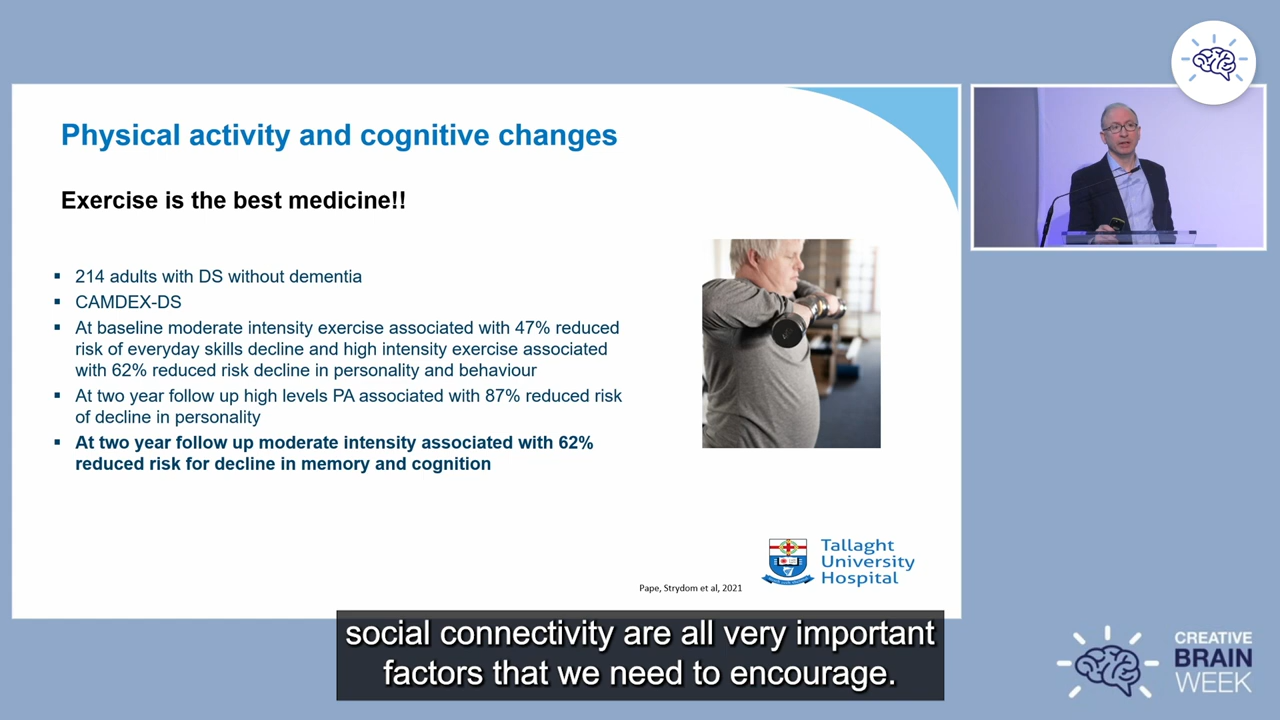 Physical activity and cognitive changes
Exercise is the best medicine!!
▪ 214 adults with DS without dementia
▪ CAMDEX-DS
▪ At baseline moderate intensity exercise associated with 47% reduced
risk of everyday skills decline and high intensity exercise associated
with 62% reduced risk decline in personality and behaviour
▪ At two year follow up high levels PA associated with 87% reduced risk
of decline in personality
▪ At two year follow up moderate intensity associated with 62%
reduced risk for decline in memory and cognition
Tallaght
University
Hospital
Pape, Strydom et al, 2021
social connectivity are all very important
factors that we need to encourage.
CREATIVE
BRAIN
WEEK